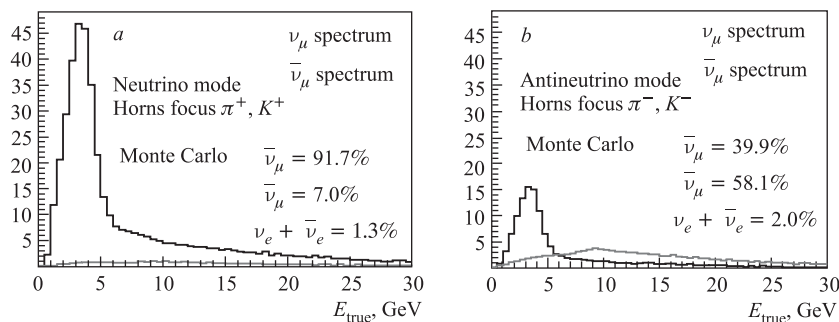 a
ν_μ spectrum
ν̅_μ spectrum
Neutrino mode
Horns focus π⁺, K⁺
Monte Carlo
ν̅_μ = 91.7%
ν̅_μ = 7.0%
ν_e + ν̅_e = 1.3%
45
40
35
30
25
20
15
10
5
0 5 10 15 20 25 30
E_true, GeV
b
ν_μ spectrum
ν̅_μ spectrum
Antineutrino mode
Horns focus π⁻, K⁻
Monte Carlo
ν̅_μ = 39.9%
ν̅_μ = 58.1%
ν_e + ν̅_e = 2.0%
45
40
35
30
25
20
15
10
5
0 5 10 15 20 25 30
E_true, GeV